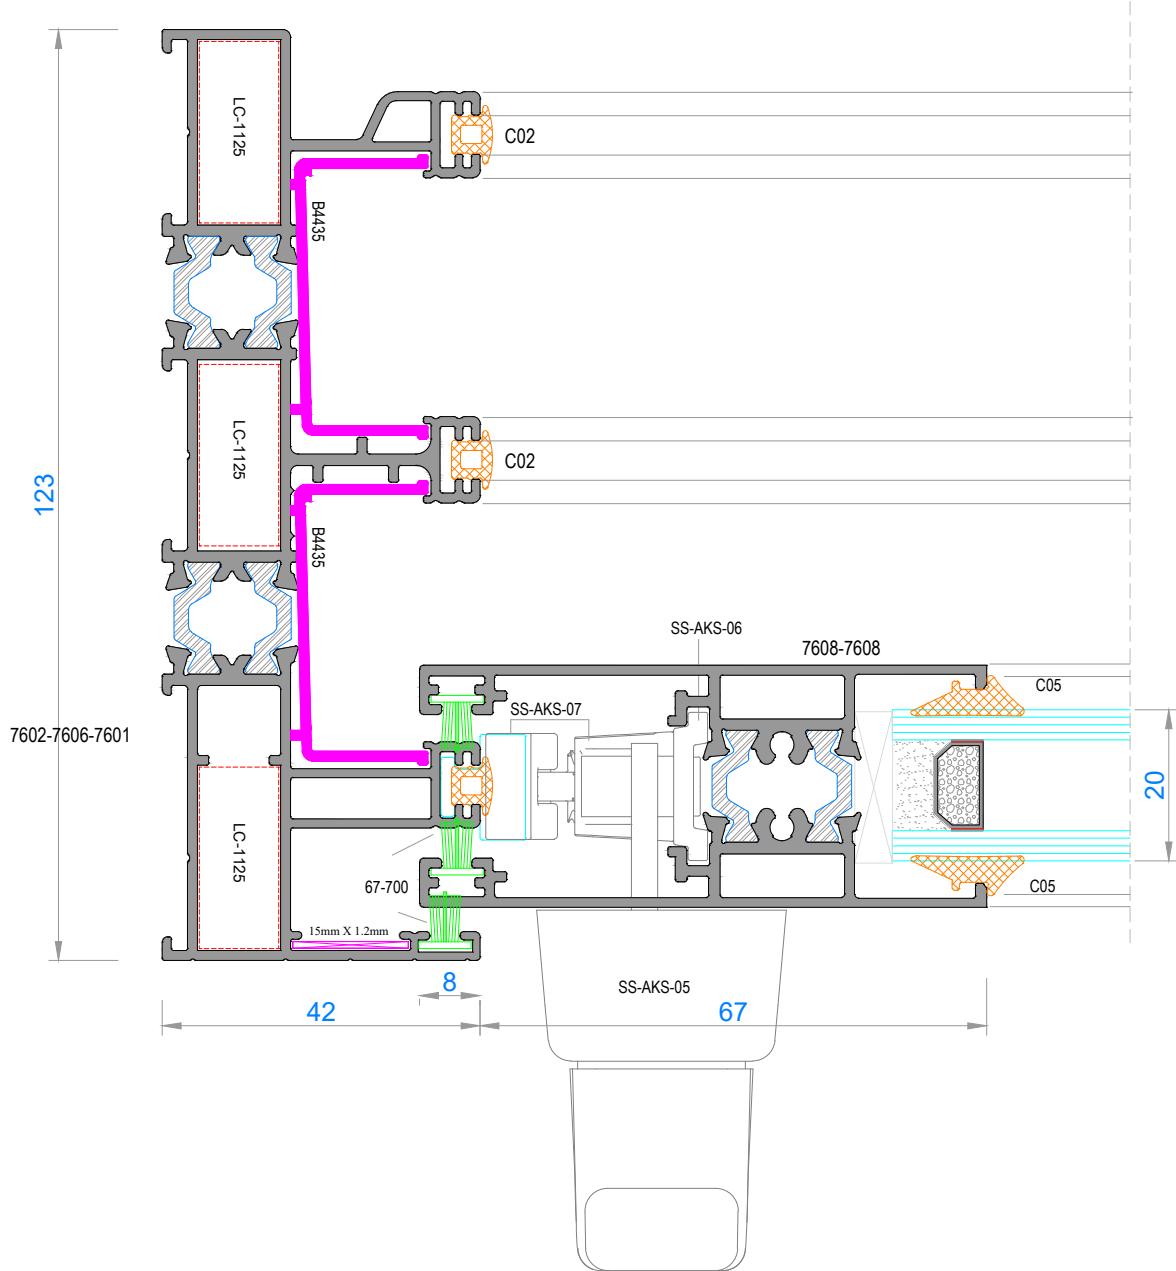 LC-1125
C02
B4435
LC-1125
C02
123
B4435
SS-AKS-06
7608-7608
C05
SS-AKS-07
7602-7606-7601
20
LC-1125
67-700
C05
15mm X 1.2mm
8
SS-AKS-05
42
67